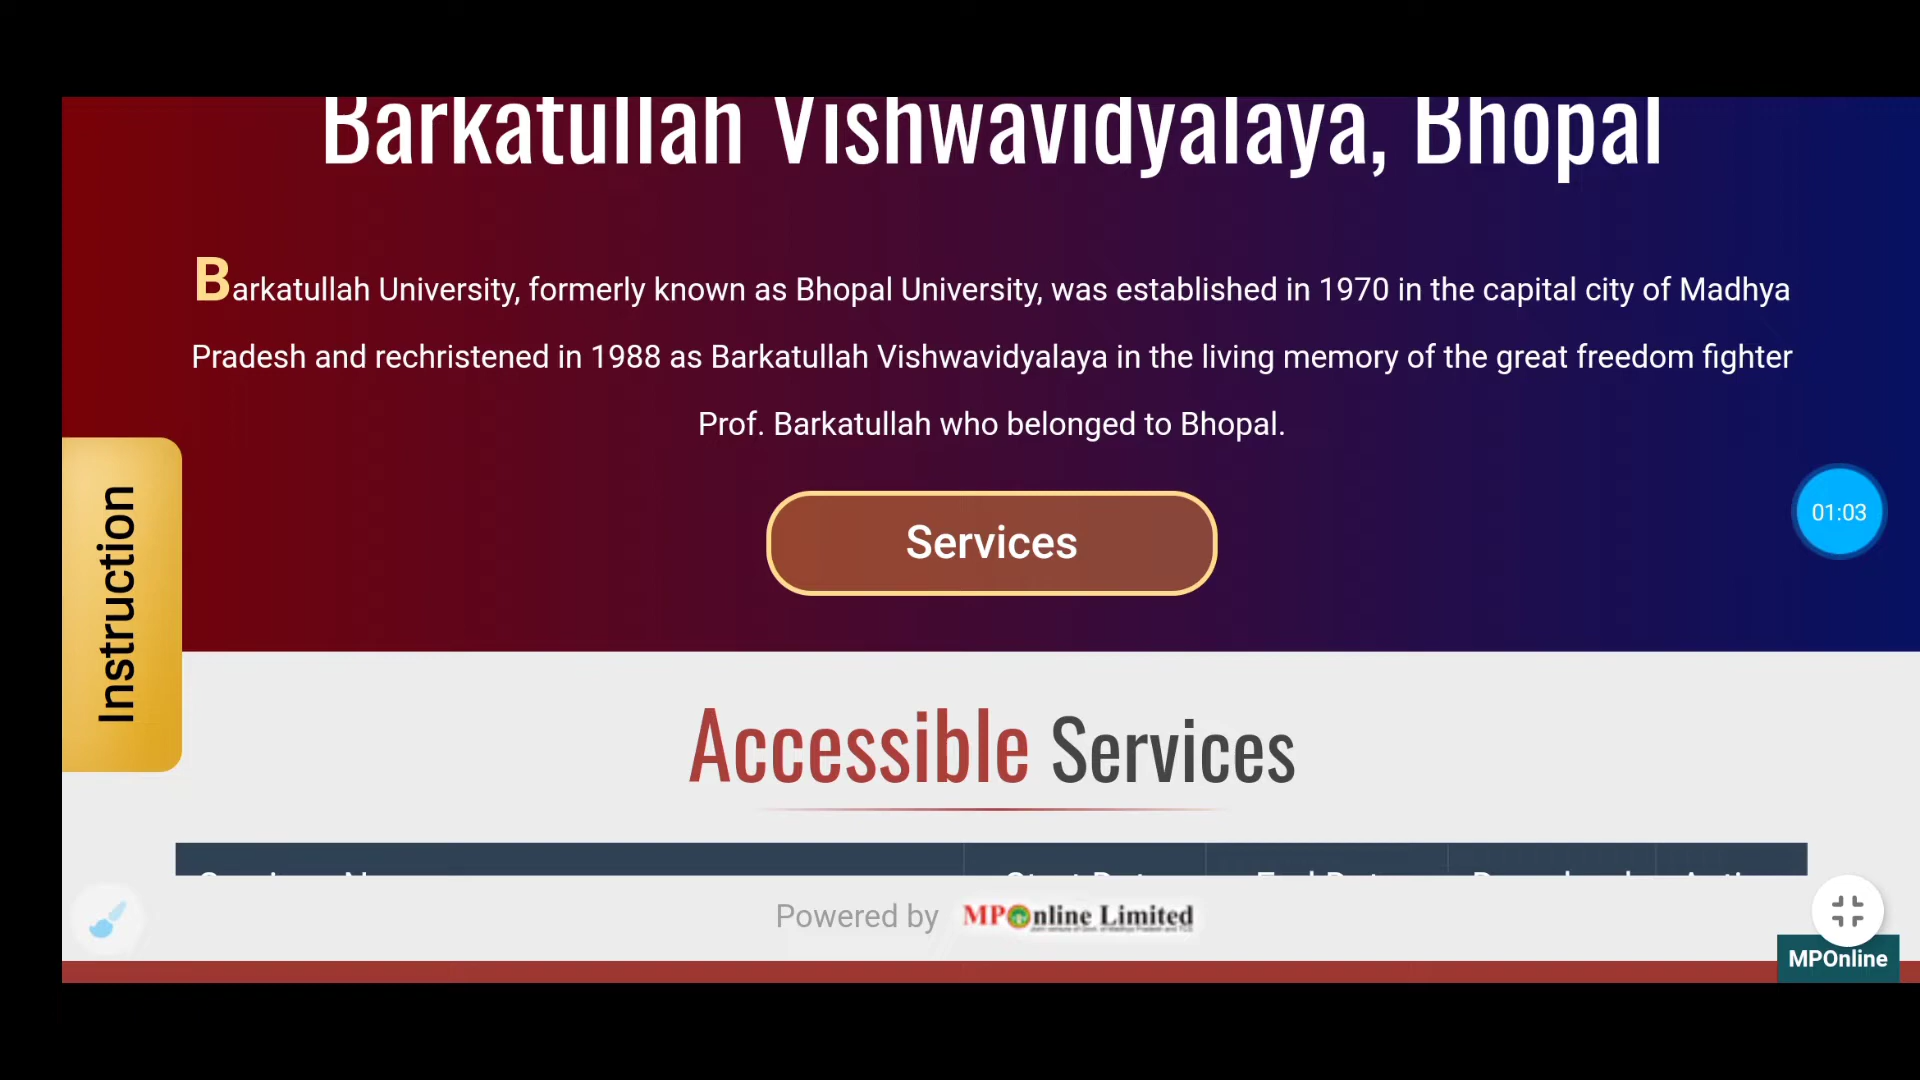 Barkatullah Vishwavidyalaya, Bhopal
Barkatullah University, formerly known as Bhopal University, was established in 1970 in the capital city of Madhya
Pradesh and rechristened in 1988 as Barkatullah Vishwavidyalaya in the living memory of the great freedom fighter
Prof. Barkatullah who belonged to Bhopal.
Instruction
Services
01:03
Accessible Services
Powered by MPOnline Limited
MPOnline